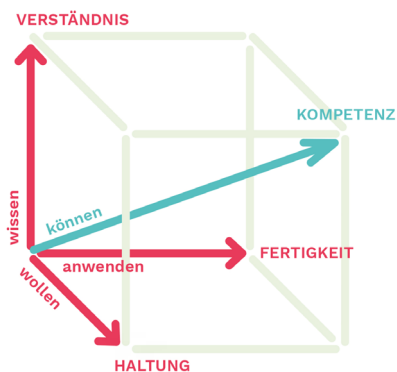 VERSTÄNDNIS
KOMPETENZ
wissen
können
anwenden
FERTIGKEIT
wollen
HALTUNG